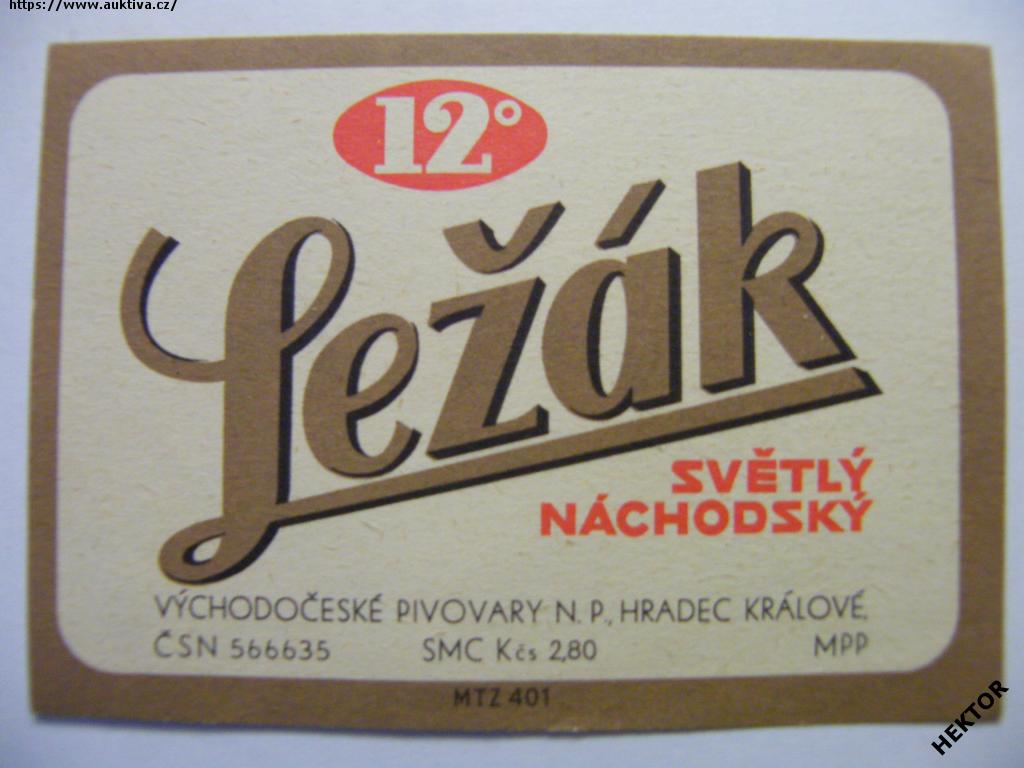 https://www.auktiva.cz/
12°
Ležák
SVĚTLÝ
NÁCHODSKÝ
VÝCHODOČESKÉ PIVOVARY N. P., HRADEC KRÁLOVÉ,
ČSN 566635 SMC Kčs 2,80 MPP
MTZ 401
HEKTOR